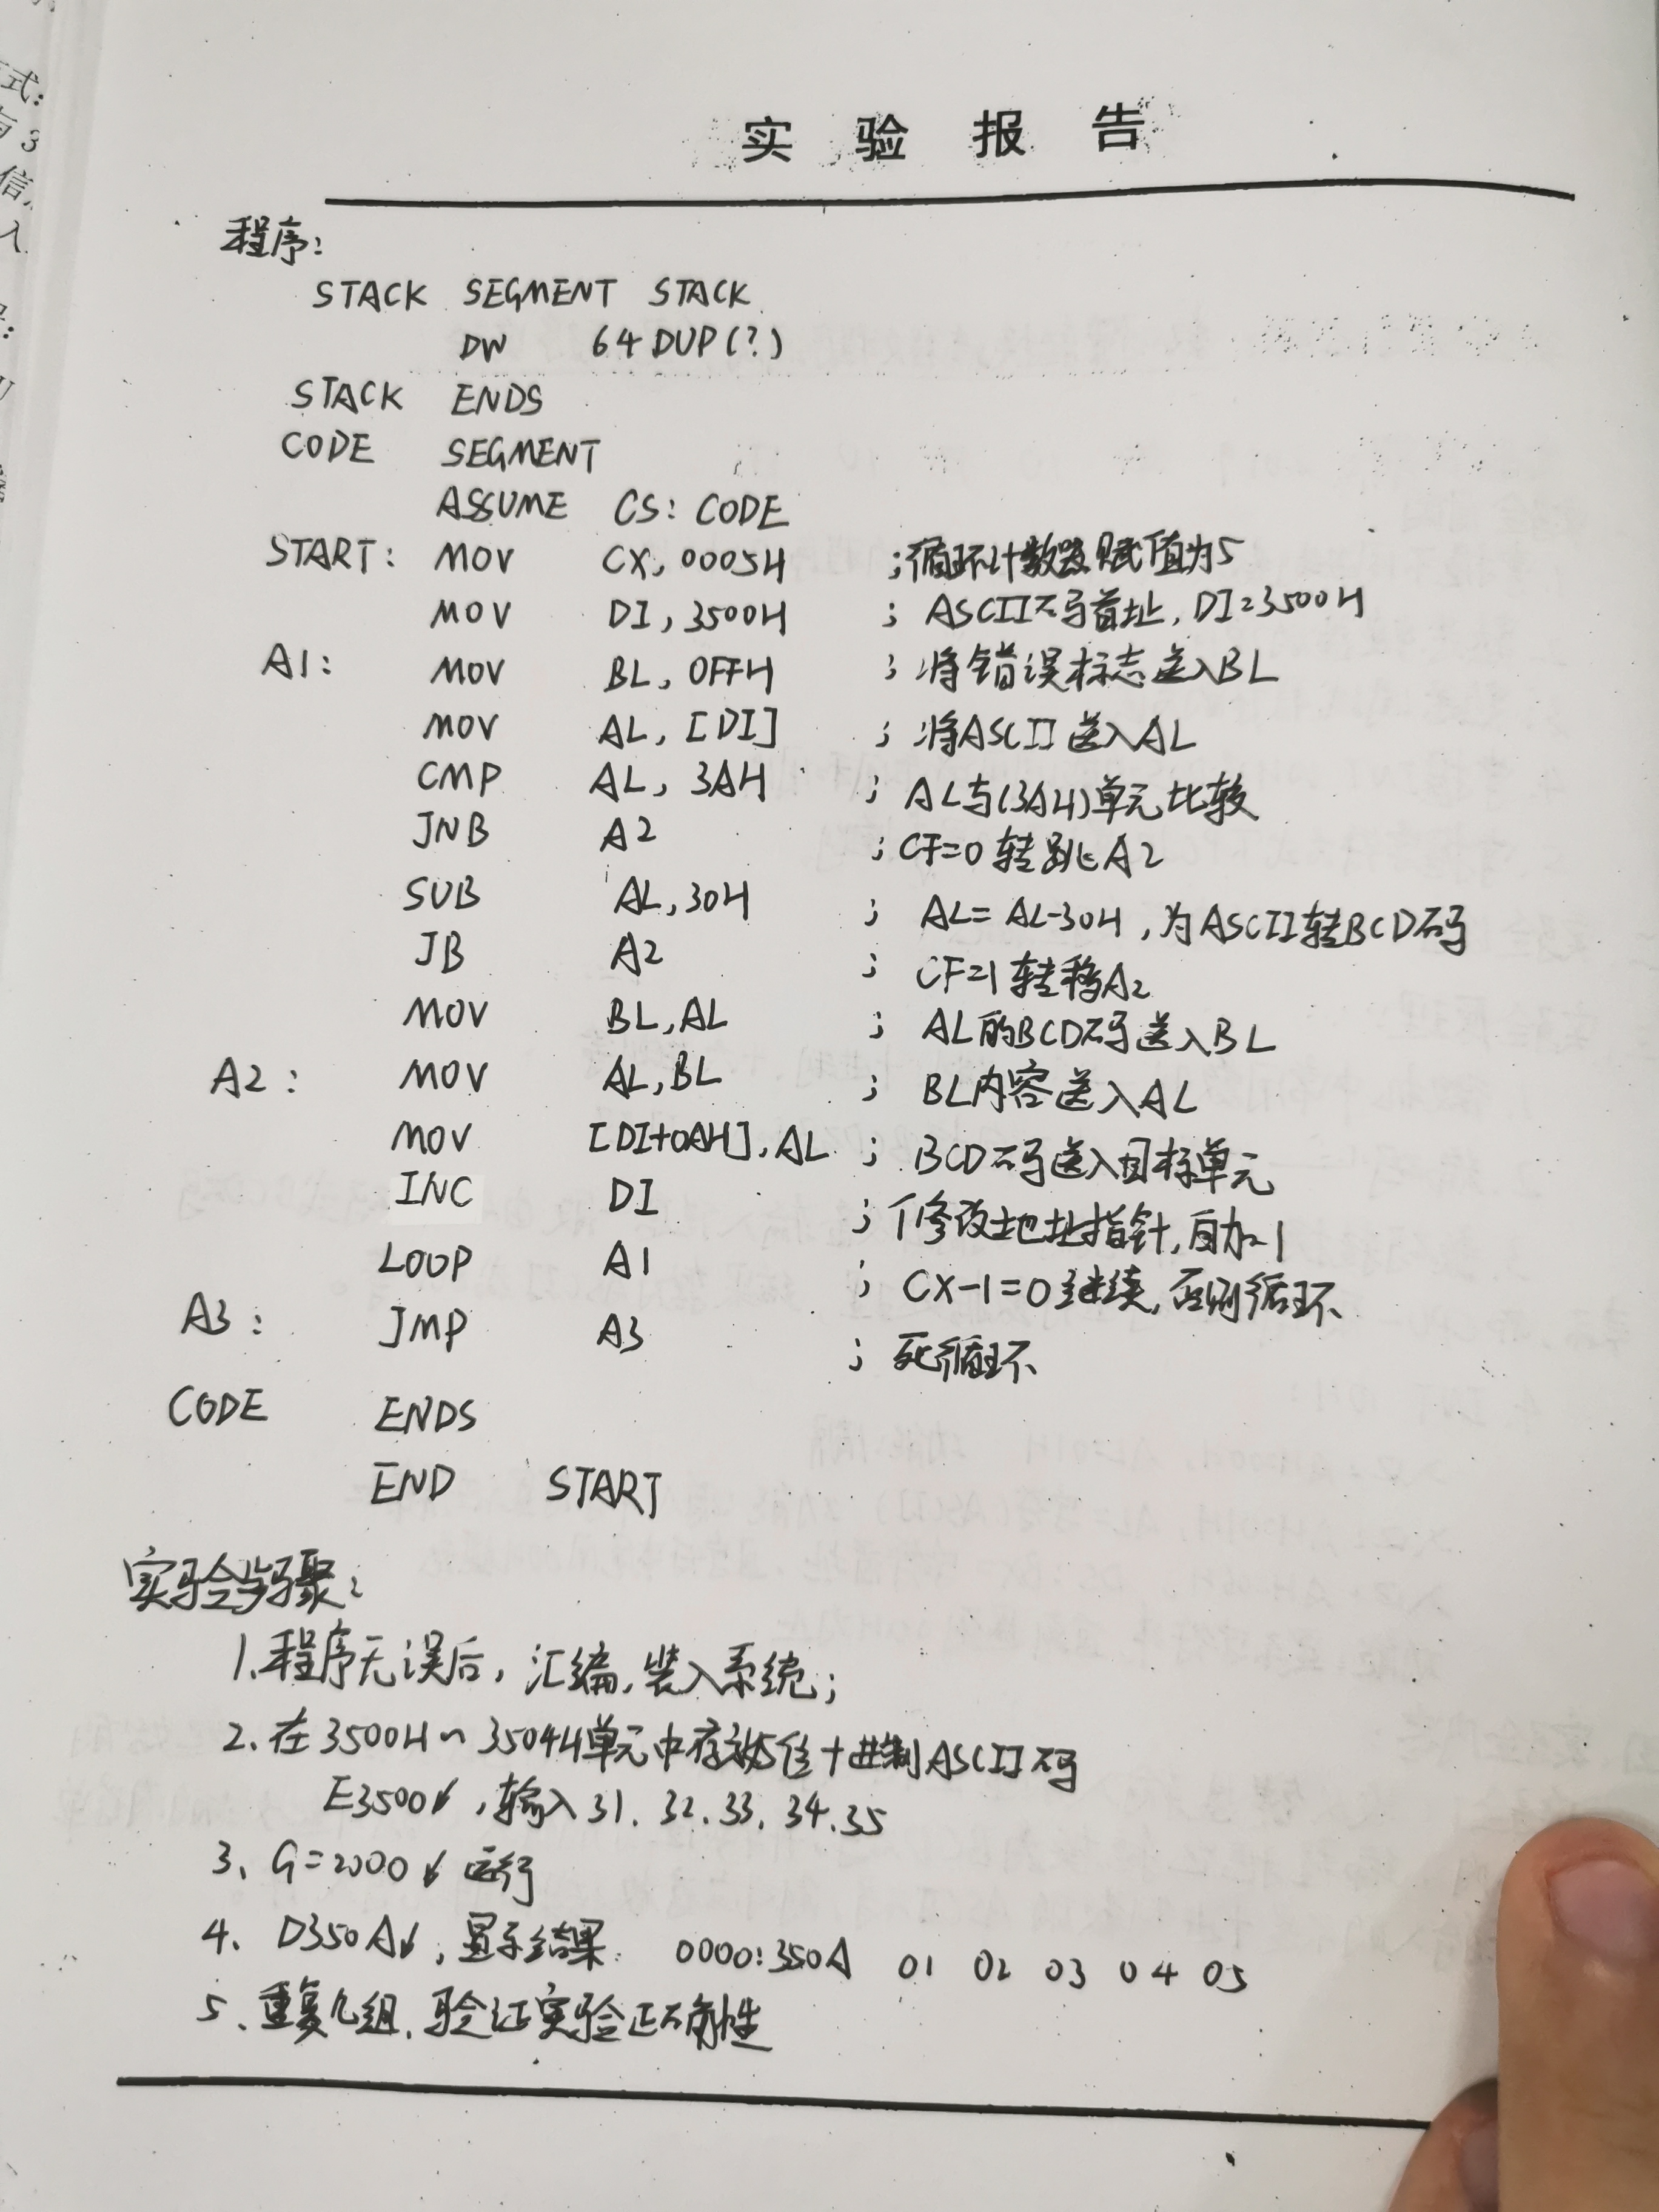 式:
与 3
信
入
实 验 报 告
程序:
STACK SEGMENT STACK
DW 64 DUP(?)
STACK ENDS
CODE SEGMENT
ASSUME CS: CODE
START: MOV CX, 0005H ;循环计数器赋值为5
MOV DI, 3500H ; ASCII码首址, DI=3500H
A1: MOV BL, 0FFH ; 将错误标志送入BL
MOV AL, [DI] ; 将ASCII送入AL
CMP AL, 3AH ; AL与(3AH)单元比较
JNB A2 ; CF=0 转跳A2
SUB AL, 30H ; AL= AL-30H, 为ASCII转BCD码
JB A2 ; CF=1 转移A2
MOV BL, AL ; AL的BCD码送入BL
A2: MOV AL, BL ; BL内容送入AL
MOV [DI+0AH], AL ; BCD码送入目标单元
INC DI ; 修改地址指针, 自加1
LOOP A1 ; CX-1=0 继续, 否则循环
A3: JMP A3 ; 死循环
CODE ENDS
END START
实验步骤:
1. 程序无误后, 汇编, 装入系统;
2. 在3500H~3504H单元中存放5位十进制ASCII码
E3500↙, 输入31. 32. 33. 34. 35
3、G=2000↙ 运行
4、D350A↙, 显示结果: 0000:350A 01 02 03 04 05
5、重复几组, 验证实验正确性